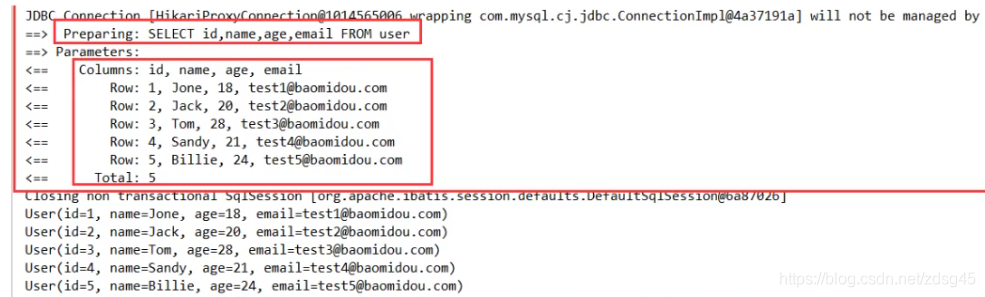 JDBC Connection [HikariProxyConnection@1014565006 wrapping com.mysql.cj.jdbc.ConnectionImpl@4a37191a] will not be managed by
==>  Preparing: SELECT id,name,age,email FROM user
==> Parameters:
<==    Columns: id, name, age, email
<==        Row: 1, Jone, 18, test1@baomidou.com
<==        Row: 2, Jack, 20, test2@baomidou.com
<==        Row: 3, Tom, 28, test3@baomidou.com
<==        Row: 4, Sandy, 21, test4@baomidou.com
<==        Row: 5, Billie, 24, test5@baomidou.com
<==      Total: 5
Closing non transactional SqlSession [org.apache.ibatis.session.defaults.DefaultSqlSession@6a87026]
User(id=1, name=Jone, age=18, email=test1@baomidou.com)
User(id=2, name=Jack, age=20, email=test2@baomidou.com)
User(id=3, name=Tom, age=28, email=test3@baomidou.com)
User(id=4, name=Sandy, age=21, email=test4@baomidou.com)
User(id=5, name=Billie, age=24, email=test5@baomidou.com)
https://blog.csdn.net/zdsg45